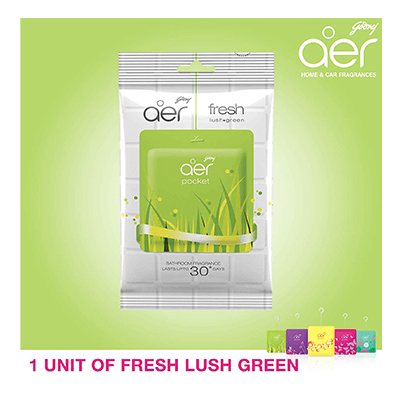 Godrej
aer
HOME & CAR FRAGRANCES
Godrej
aer
fresh
lush•green
Godrej
aer
pocket
BATHROOM FRAGRANCE
LASTS UPTO 30* DAYS
1 UNIT OF FRESH LUSH GREEN